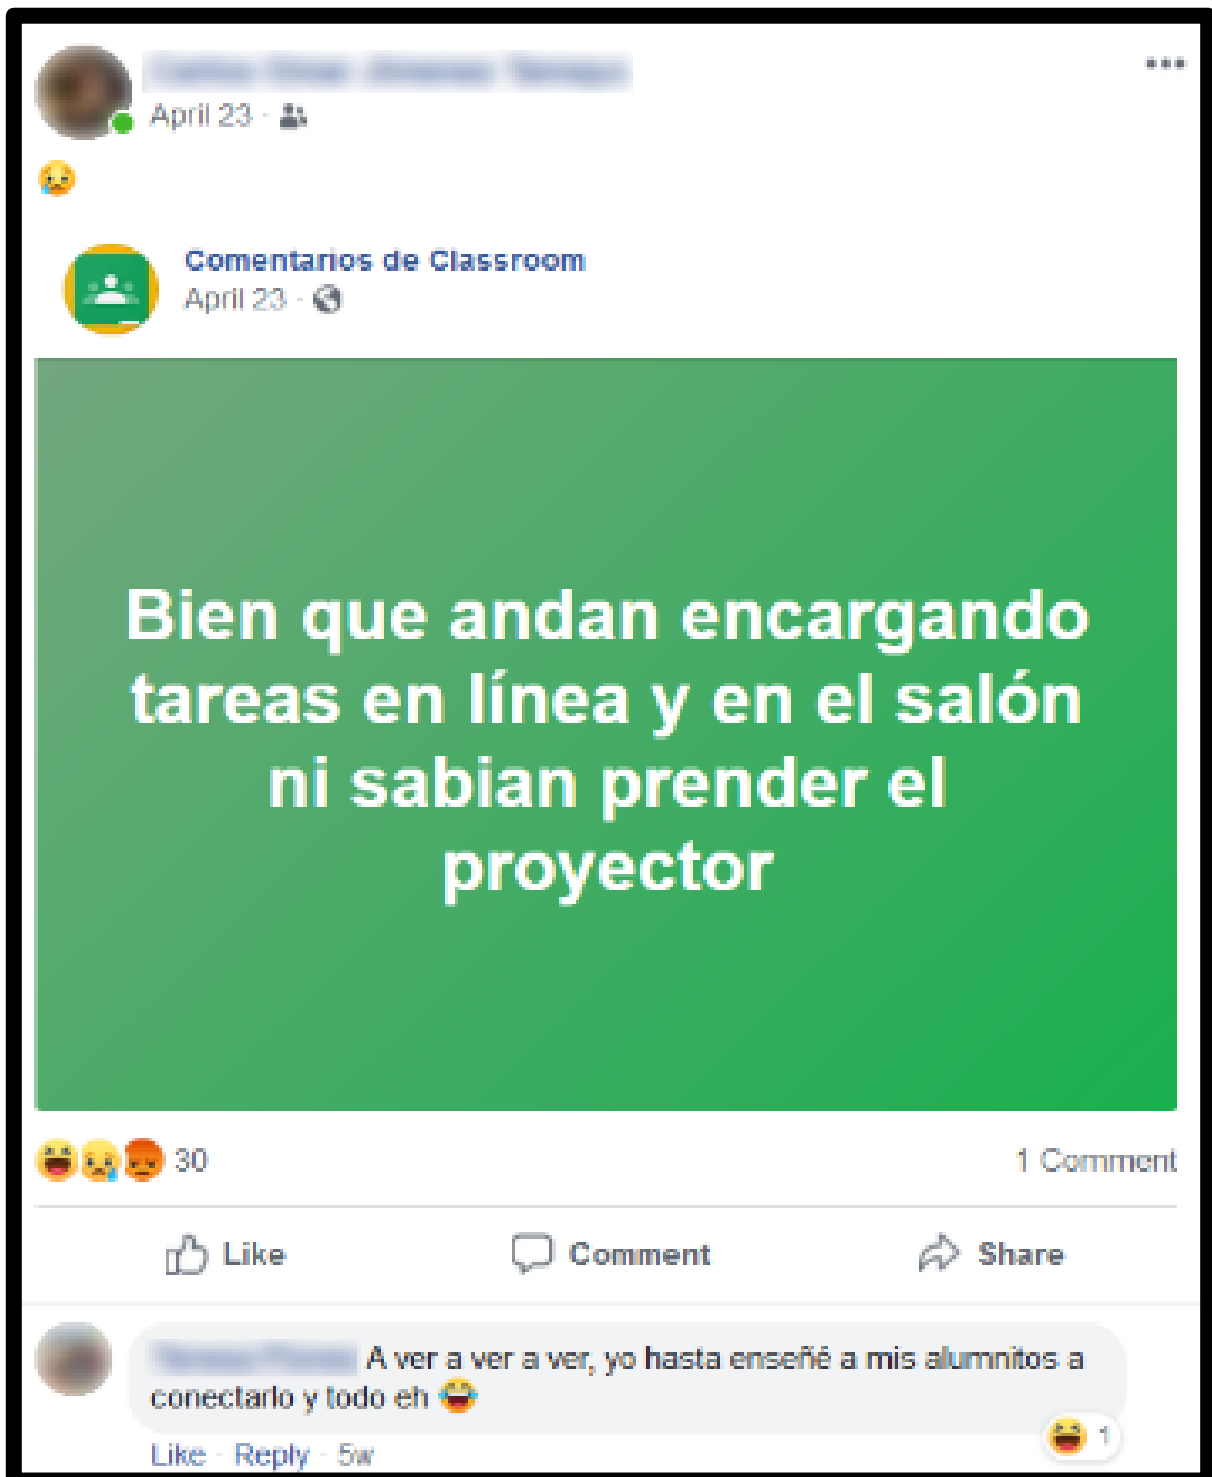 April 23
Comentarios de Classroom
April 23
Bien que andan encargando
tareas en línea y en el salón
ni sabian prender el
proyector
30
1 Comment
Like
Comment
Share
A ver a ver a ver, yo hasta enseñé a mis alumnitos a
conectarlo y todo eh
1
Like · Reply · 5w